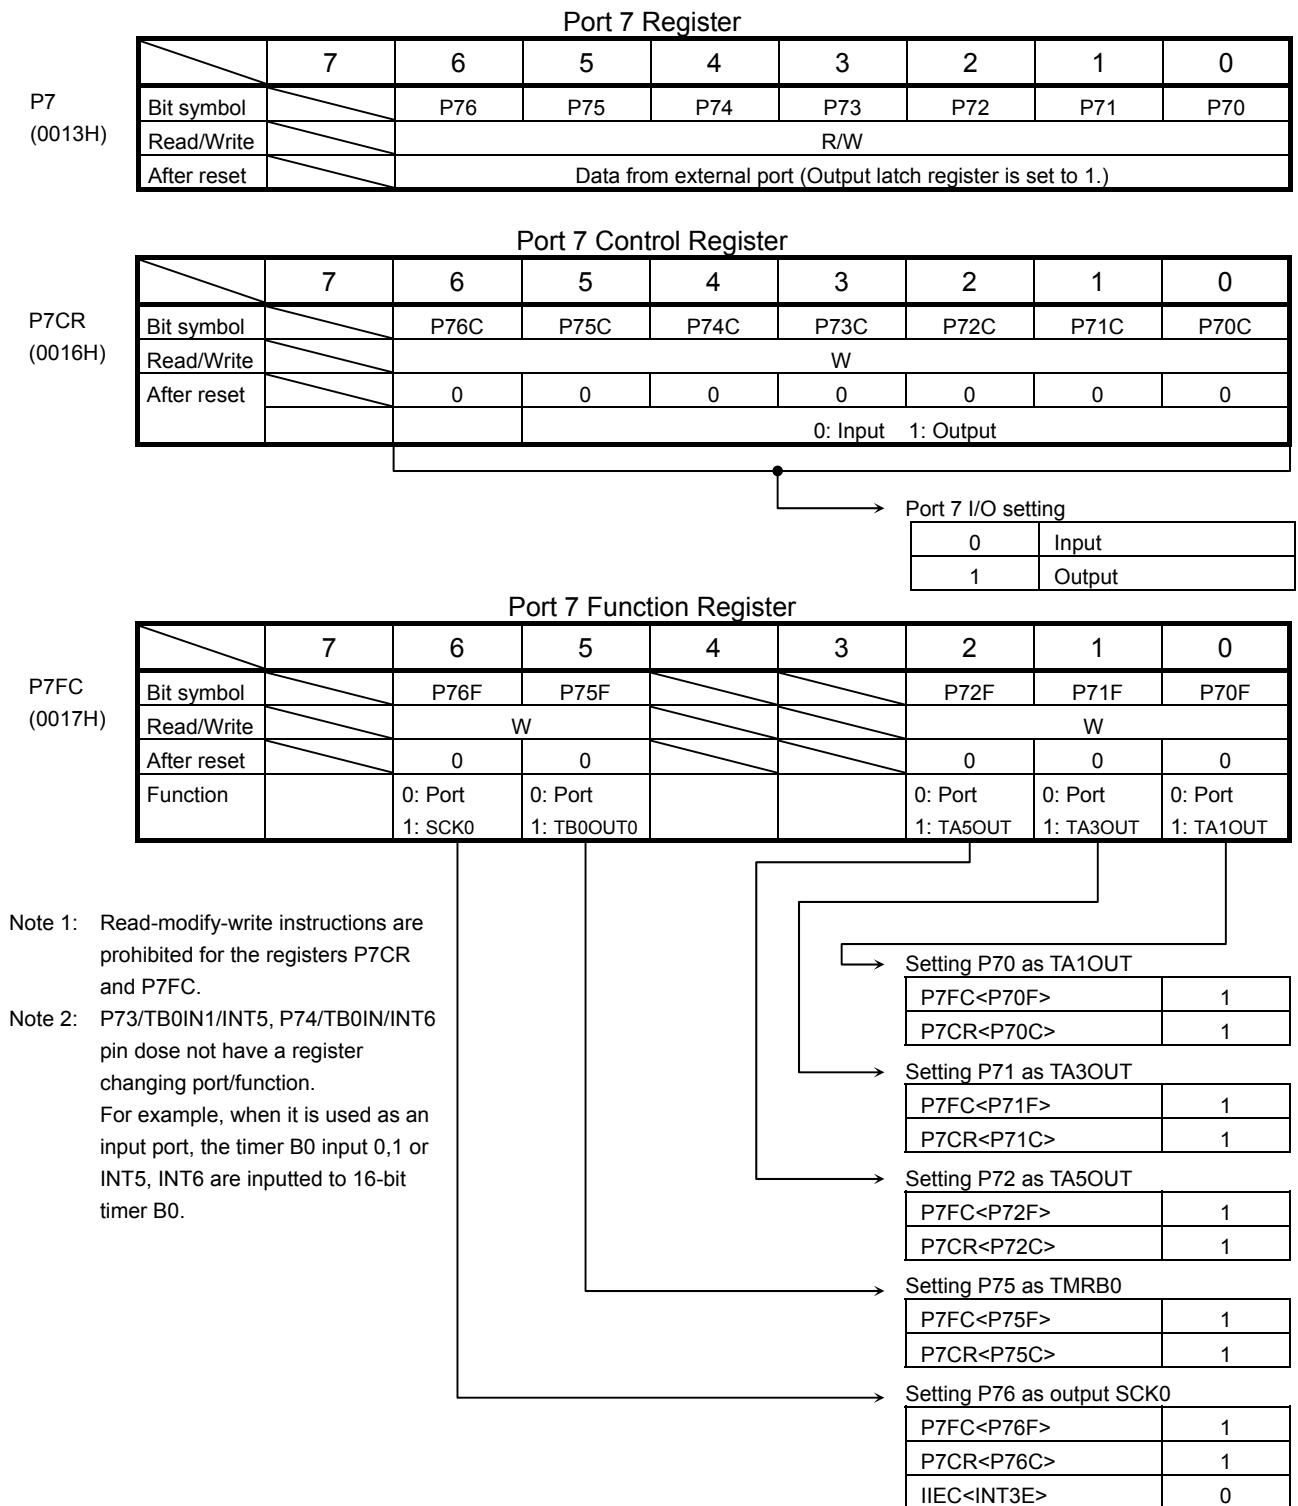 Port 7 Register
7 6 5 4 3 2 1 0
P7
(0013H)
Bit symbol P76 P75 P74 P73 P72 P71 P70
Read/Write R/W
After reset Data from external port (Output latch register is set to 1.)
Port 7 Control Register
7 6 5 4 3 2 1 0
P7CR
(0016H)
Bit symbol P76C P75C P74C P73C P72C P71C P70C
Read/Write W
After reset 0 0 0 0 0 0 0
0: Input 1: Output
Port 7 I/O setting
0 Input
1 Output
Port 7 Function Register
7 6 5 4 3 2 1 0
P7FC
(0017H)
Bit symbol P76F P75F P72F P71F P70F
Read/Write W W
After reset 0 0 0 0 0
Function 0: Port 0: Port 0: Port 0: Port 0: Port
1: SCK0 1: TB0OUT0 1: TA5OUT 1: TA3OUT 1: TA1OUT
Note 1: Read-modify-write instructions are
prohibited for the registers P7CR
and P7FC.
Note 2: P73/TB0IN1/INT5, P74/TB0IN/INT6
pin dose not have a register
changing port/function.
For example, when it is used as an
input port, the timer B0 input 0,1 or
INT5, INT6 are inputted to 16-bit
timer B0.
Setting P70 as TA1OUT
P7FC<P70F> 1
P7CR<P70C> 1
Setting P71 as TA3OUT
P7FC<P71F> 1
P7CR<P71C> 1
Setting P72 as TA5OUT
P7FC<P72F> 1
P7CR<P72C> 1
Setting P75 as TMRB0
P7FC<P75F> 1
P7CR<P75C> 1
Setting P76 as output SCK0
P7FC<P76F> 1
P7CR<P76C> 1
IIEC<INT3E> 0